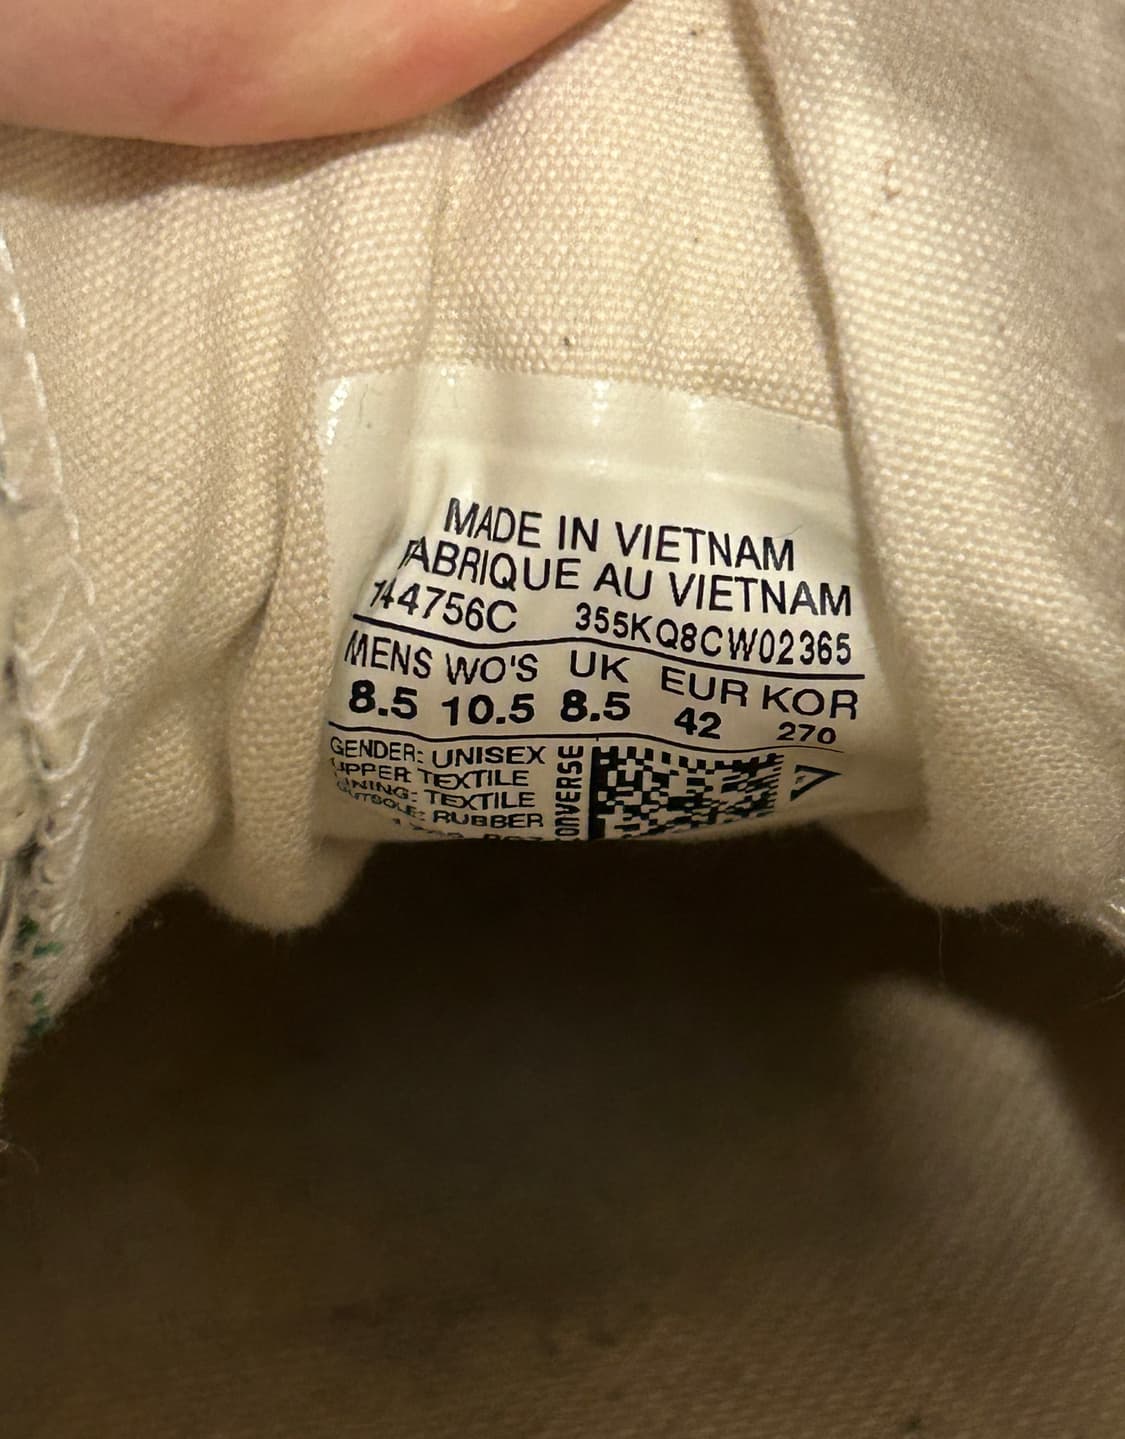 MADE IN VIETNAM
FABRIQUE AU VIETNAM
144756C 355KQ8CW02365
MENS WO'S UK EUR KOR
8.5 10.5 8.5 42 270
GENDER: UNISEX
UPPER: TEXTILE
LINING: TEXTILE
OUTSOLE: RUBBER
CONVERSE